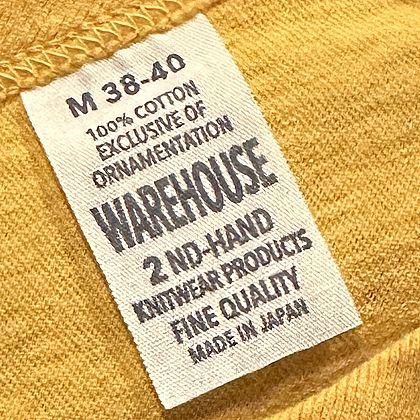 M 38-40
100% COTTON
EXCLUSIVE OF
ORNAMENTATION
WAREHOUSE
2 ND-HAND
KNITWEAR PRODUCTS
FINE QUALITY
MADE IN JAPAN